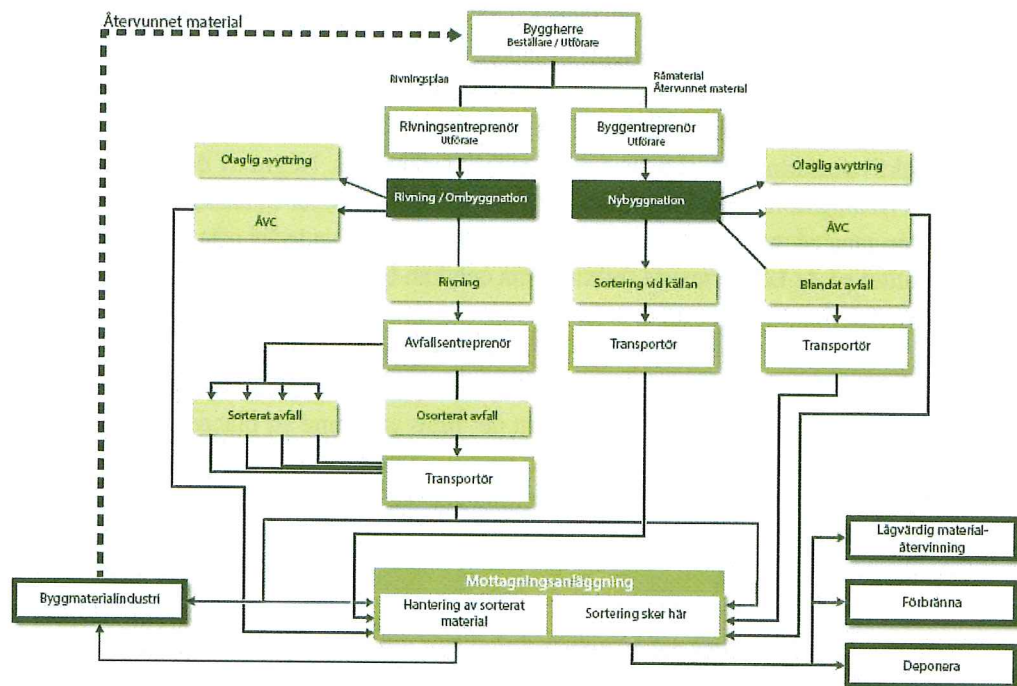 Återvunnet material
Byggherre
Beställare / Utförare
Rivningsplan
Råmaterial
Återvunnet material
Rivningsentreprenör
Utförare
Byggentreprenör
Utförare
Olaglig avyttring
Olaglig avyttring
Rivning / Ombyggnation
Nybyggnation
ÅVC
ÅVC
Rivning
Sortering vid källan
Blandat avfall
Avfallsentreprenör
Transportör
Transportör
Sorterat avfall
Osorterat avfall
Transportör
Lågvärdig material-
återvinning
Mottagningsanläggning
Byggmaterialindustri
Hantering av sorterat
material
Sortering sker här
Förbränna
Deponera